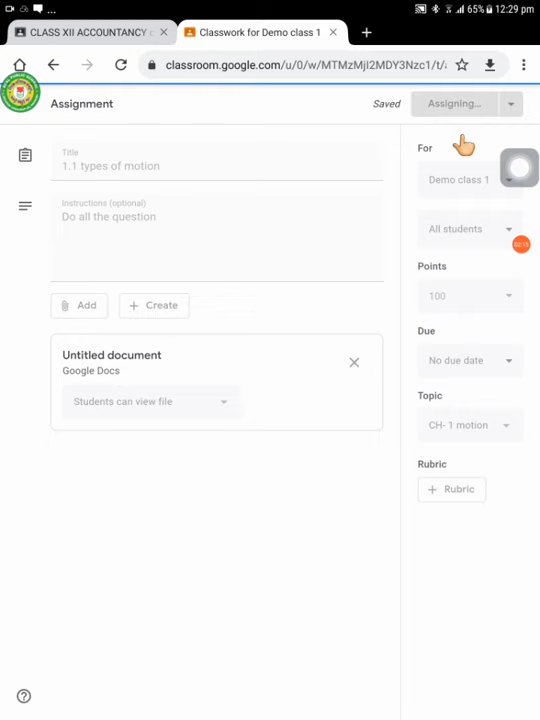 65% 12:29 pm
CLASS XII ACCOUNTANCY
Classwork for Demo class 1
classroom.google.com/u/0/w/MTMzMjI2MDY3Nzc1/t/
Assignment
Saved
Assigning...
For
Title
1.1 types of motion
Demo class 1
Instructions (optional)
Do all the question
All students
02:15
Points
100
Add
Create
Due
No due date
Untitled document
Google Docs
Students can view file
Topic
CH- 1 motion
Rubric
Rubric